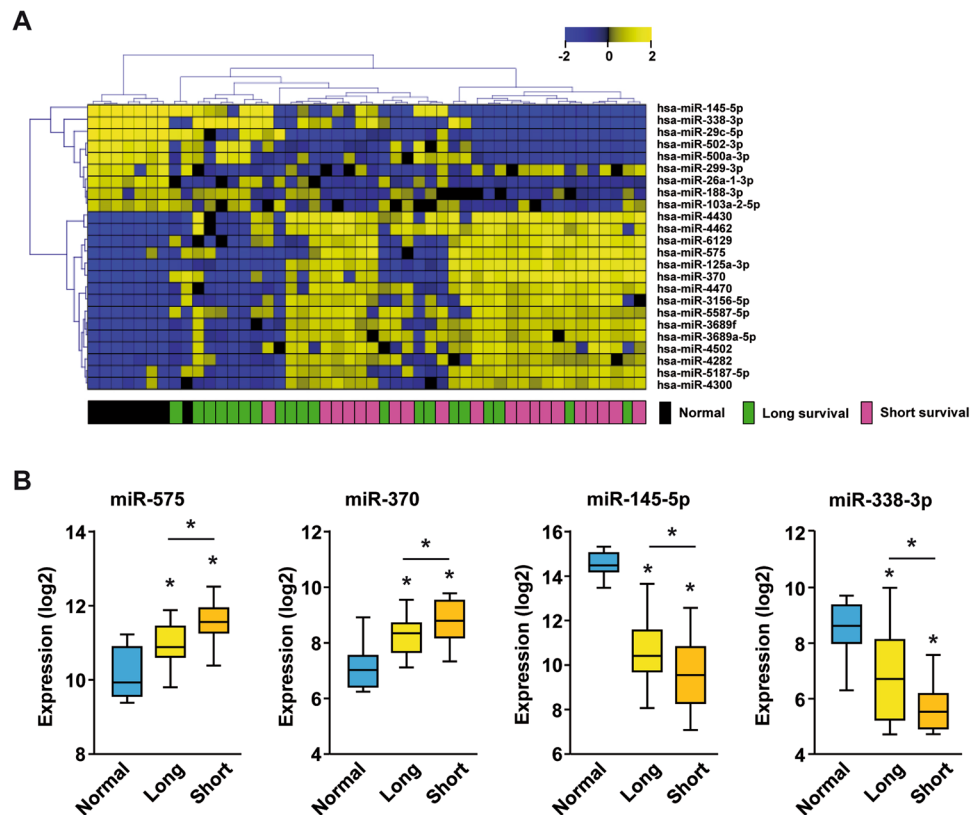 A
-2 0 2
hsa-miR-145-5p
hsa-miR-338-3p
hsa-miR-29c-5p
hsa-miR-502-3p
hsa-miR-500a-3p
hsa-miR-299-3p
hsa-miR-26a-1-3p
hsa-miR-188-3p
hsa-miR-103a-2-5p
hsa-miR-4430
hsa-miR-4462
hsa-miR-6129
hsa-miR-575
hsa-miR-125a-3p
hsa-miR-370
hsa-miR-4470
hsa-miR-3156-5p
hsa-miR-5587-5p
hsa-miR-3689f
hsa-miR-3689a-5p
hsa-miR-4502
hsa-miR-4282
hsa-miR-5187-5p
hsa-miR-4300
Normal Long survival Short survival
B
miR-575
Expression (log2)
14
12
10
8
* * *
Normal Long Short
miR-370
Expression (log2)
12
10
8
6
4
* * *
Normal Long Short
miR-145-5p
Expression (log2)
16
14
12
10
8
6
* * *
Normal Long Short
miR-338-3p
Expression (log2)
12
10
8
6
4
* * *
Normal Long Short